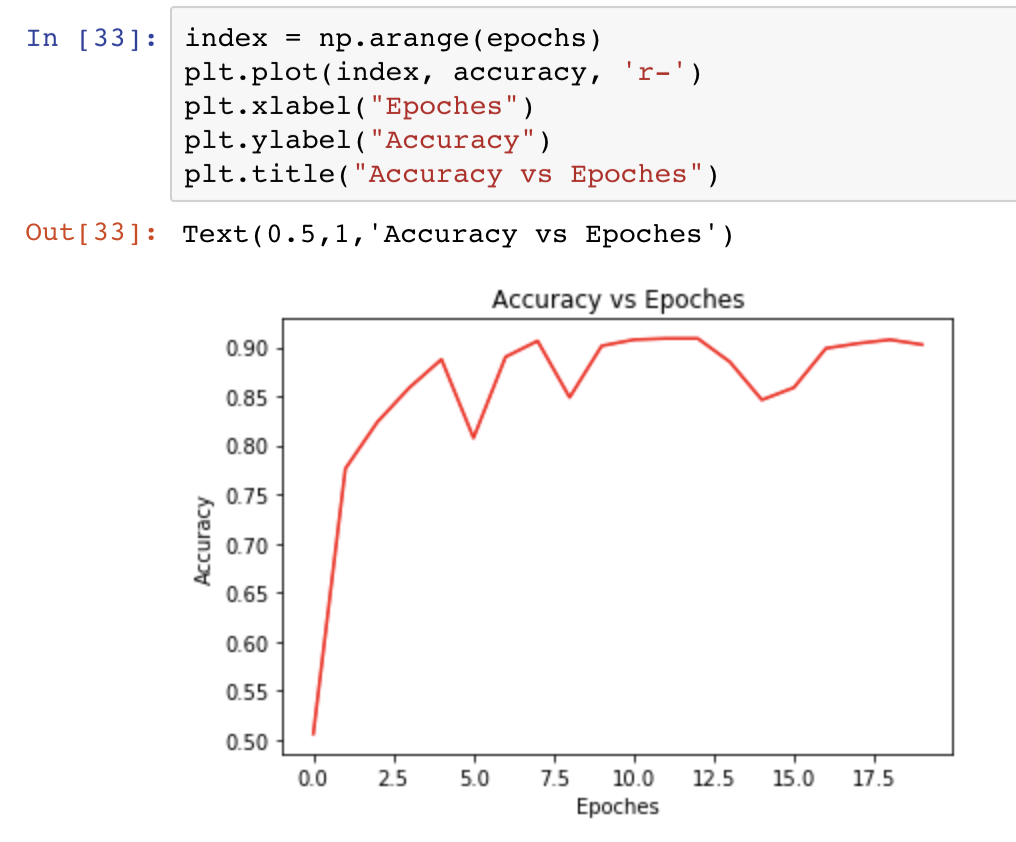 In [33]: index = np.arange(epochs)
plt.plot(index, accuracy, 'r-')
plt.xlabel("Epoches")
plt.ylabel("Accuracy")
plt.title("Accuracy vs Epoches")
Out[33]: Text(0.5,1,'Accuracy vs Epoches')
Accuracy vs Epoches
0.90
0.85
0.80
0.75
0.70
0.65
0.60
0.55
0.50
Accuracy
0.0 2.5 5.0 7.5 10.0 12.5 15.0 17.5
Epoches